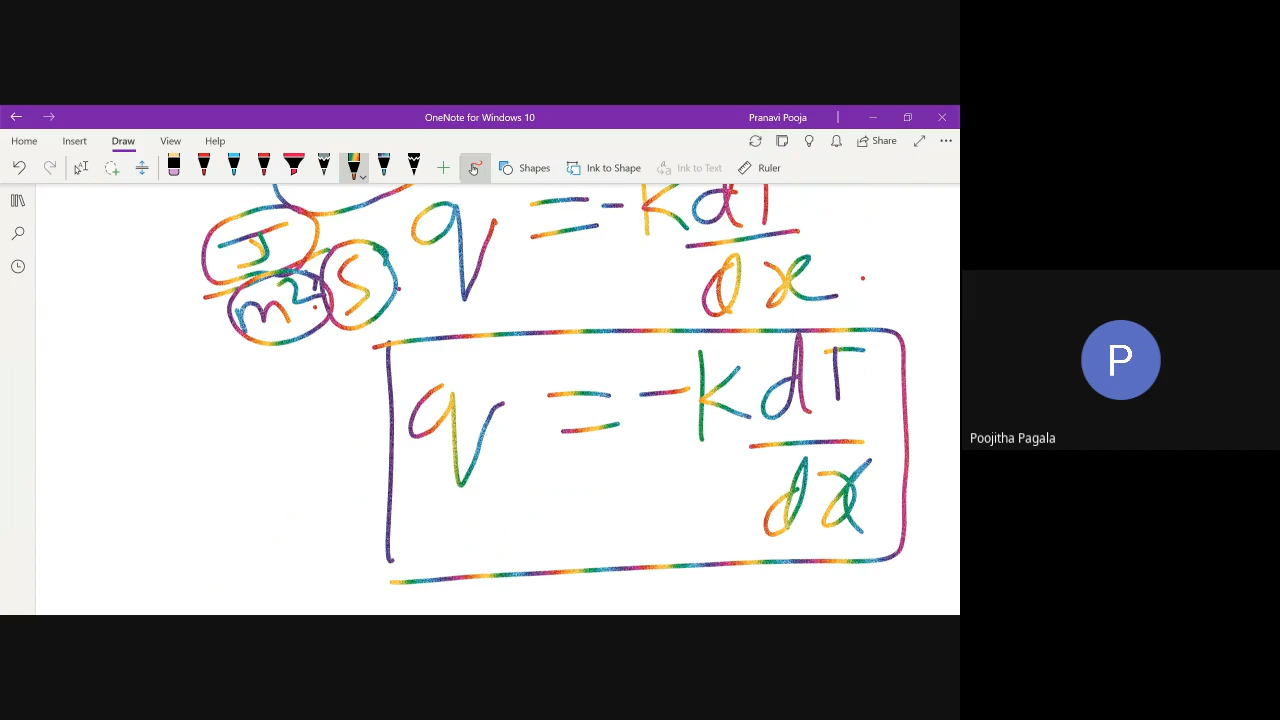 OneNote for Windows 10
Pranavi Pooja
Home Insert Draw View Help
Share
Shapes Ink to Shape Ink to Text Ruler
J
m². S
q = -k dT
dx
q = -k dT
dx
P
Poojitha Pagala